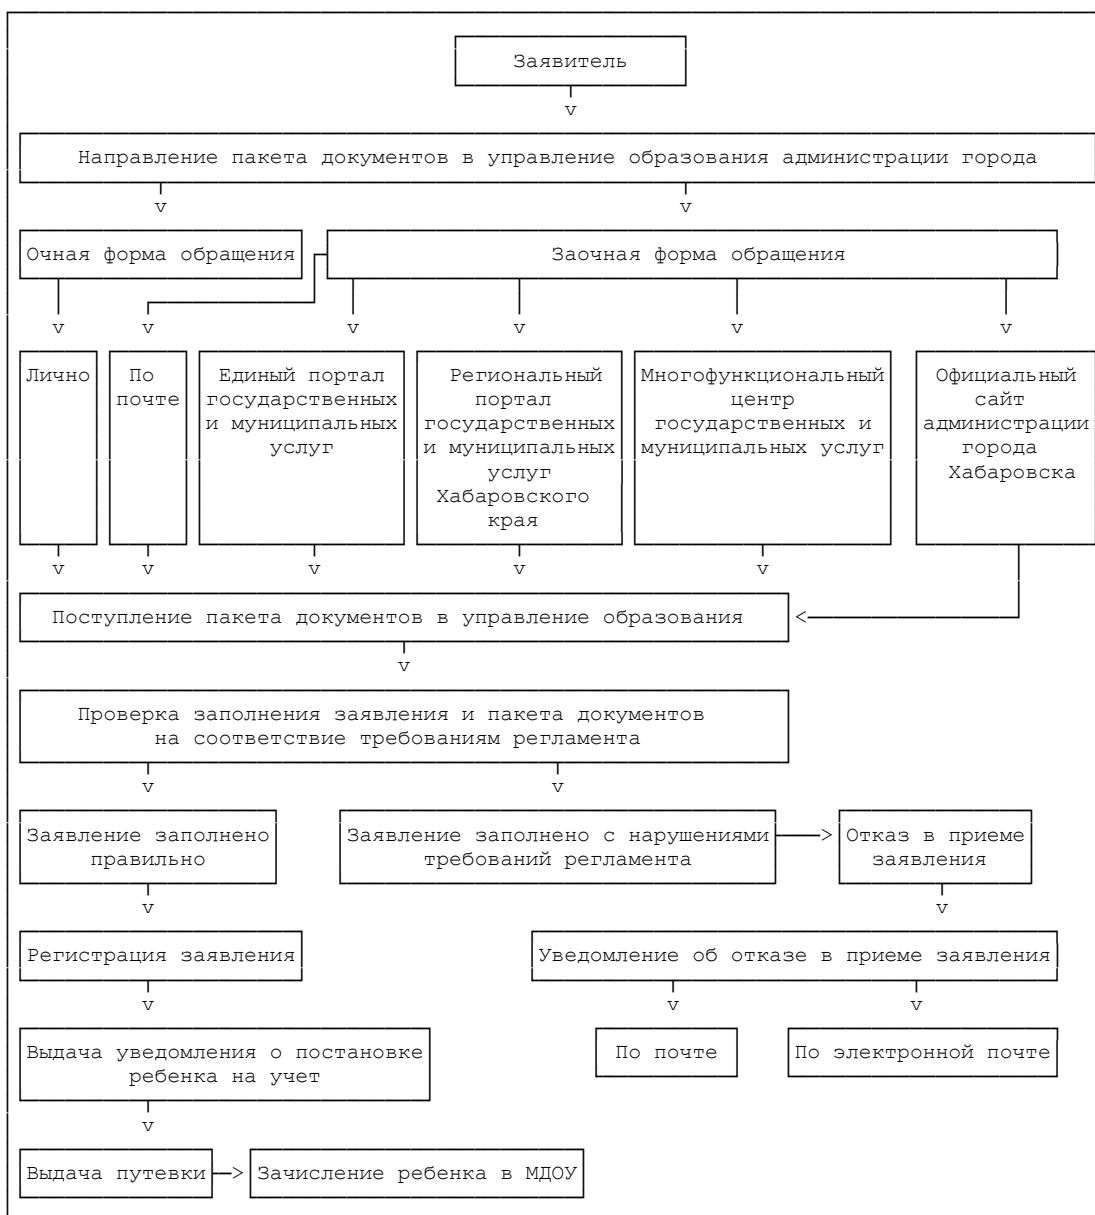 Заявитель
v
Направление пакета документов в управление образования администрации города
v v
Очная форма обращения
Заочная форма обращения
v v v v v v
Лично
По
почте
Единый портал
государственных
и муниципальных
услуг
Региональный
портал
государственных
и муниципальных
услуг
Хабаровского
края
Многофункциональный
центр
государственных и
муниципальных услуг
Официальный
сайт
администрации
города
Хабаровска
v v v v v
Поступление пакета документов в управление образования
<
v
Проверка заполнения заявления и пакета документов
на соответствие требованиям регламента
v v
Заявление заполнено
правильно
Заявление заполнено с нарушениями
требований регламента
>
Отказ в приеме
заявления
v v
Регистрация заявления
Уведомление об отказе в приеме заявления
v v v
Выдача уведомления о постановке
ребенка на учет
По почте
По электронной почте
v
Выдача путевки
>
Зачисление ребенка в МДОУ